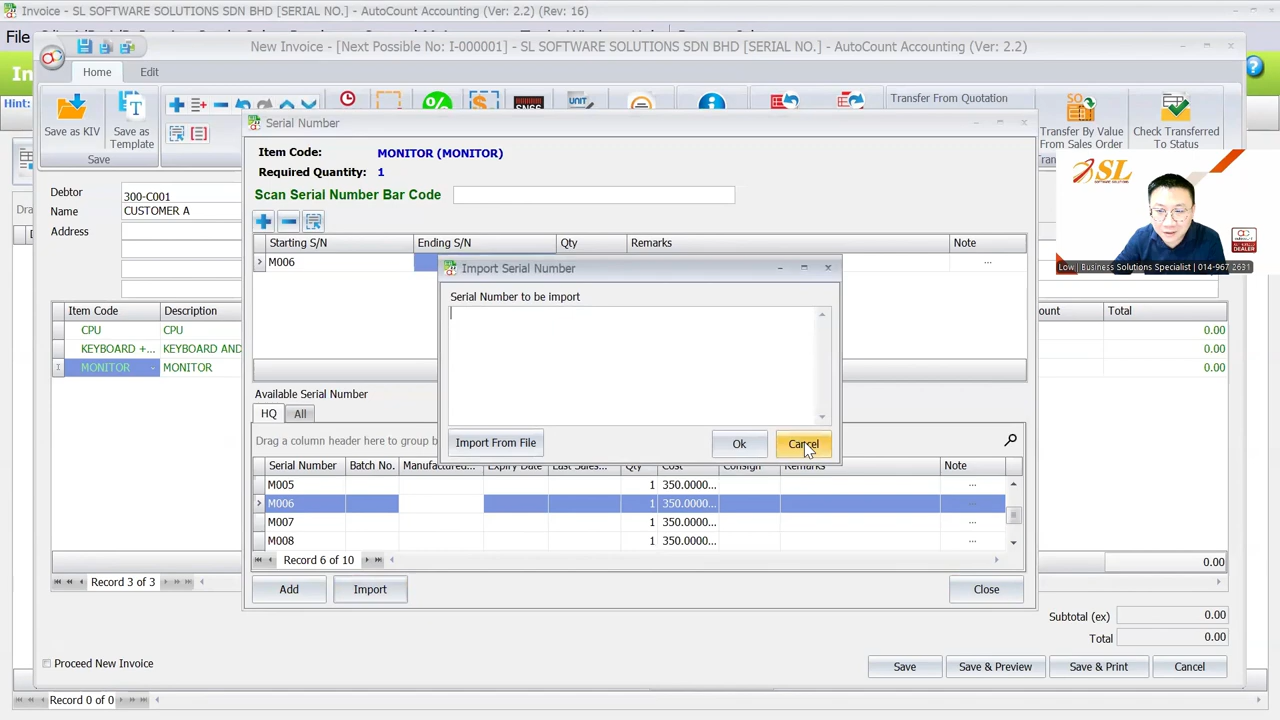 Invoice - SL SOFTWARE SOLUTIONS SDN BHD [SERIAL NO.] - AutoCount Accounting (Ver: 2.2) (Rev: 16)
File
New Invoice - [Next Possible No: I-000001] - SL SOFTWARE SOLUTIONS SDN BHD [SERIAL NO.] - AutoCount Accounting (Ver: 2.2)
Home Edit
Hint:
Save as KIV
Save as Template
Save
UNIT
Transfer From Quotation
Transfer By Value From Sales Order
Check Transferred To Status
Serial Number
Item Code: MONITOR (MONITOR)
Required Quantity: 1
Scan Serial Number Bar Code
Debtor 300-C001
Name CUSTOMER A
Address
Starting S/N Ending S/N Qty Remarks Note
M006
Import Serial Number
Serial Number to be import
SL
Low | Business Solutions Specialist | 014-967 2631
Item Code Description Total
CPU CPU 0.00
KEYBOARD +... KEYBOARD AND 0.00
MONITOR MONITOR 0.00
Available Serial Number
HQ All
Drag a column header here to group b
Import From File Ok Cancel
Serial Number Batch No. Manufactured... Expiry Date Last Sales... Qty Cost Consign Remarks Note
M005 1 350.0000...
M006 1 350.0000...
M007 1 350.0000...
M008 1 350.0000...
Record 6 of 10
Add Import Close
0.00
Record 3 of 3
Subtotal (ex) 0.00
Total 0.00
Proceed New Invoice
Save Save & Preview Save & Print Cancel
Record 0 of 0